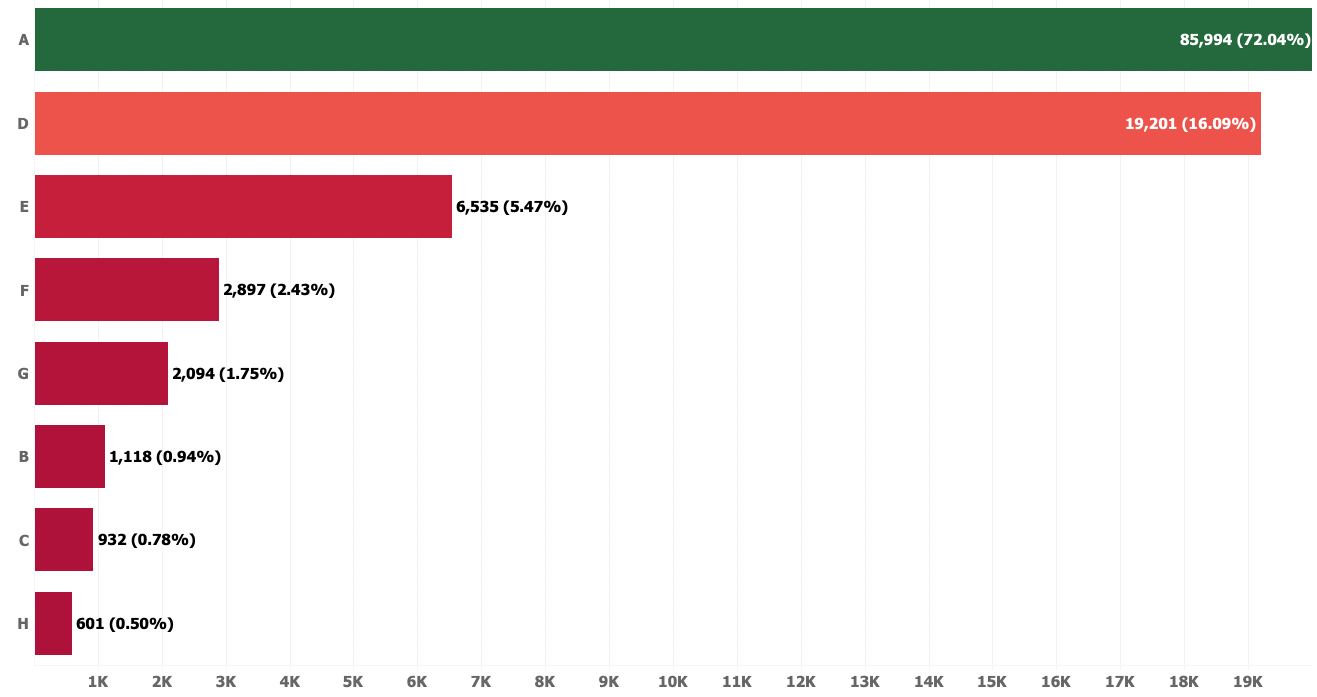 A 85,994 (72.04%)
D 19,201 (16.09%)
E 6,535 (5.47%)
F 2,897 (2.43%)
G 2,094 (1.75%)
B 1,118 (0.94%)
C 932 (0.78%)
H 601 (0.50%)
1K 2K 3K 4K 5K 6K 7K 8K 9K 10K 11K 12K 13K 14K 15K 16K 17K 18K 19K